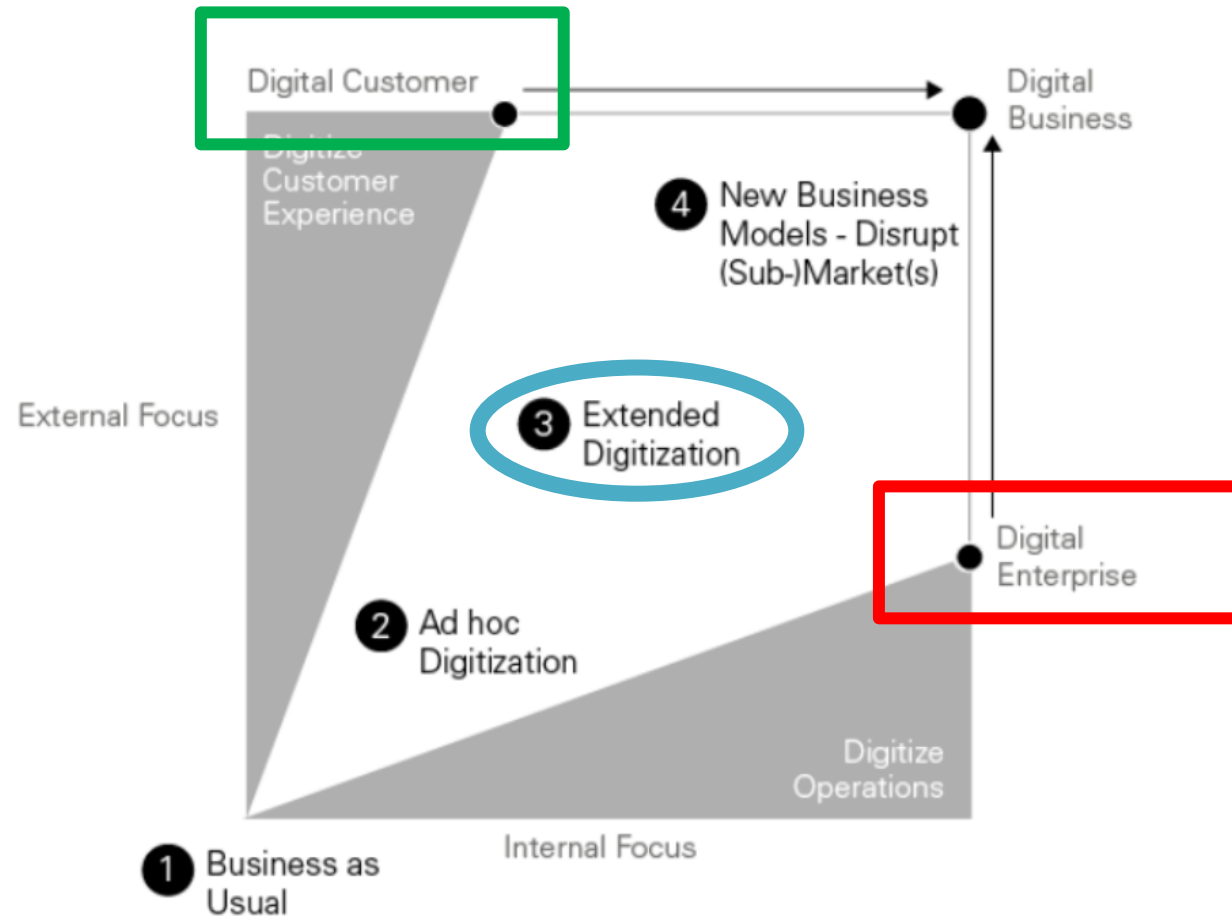 Digital Customer
Digital
Business
Digitize
Customer
Experience
4 New Business
Models - Disrupt
(Sub-)Market(s)
External Focus
3 Extended
Digitization
Digital
Enterprise
2 Ad hoc
Digitization
Digitize
Operations
Internal Focus
1 Business as
Usual